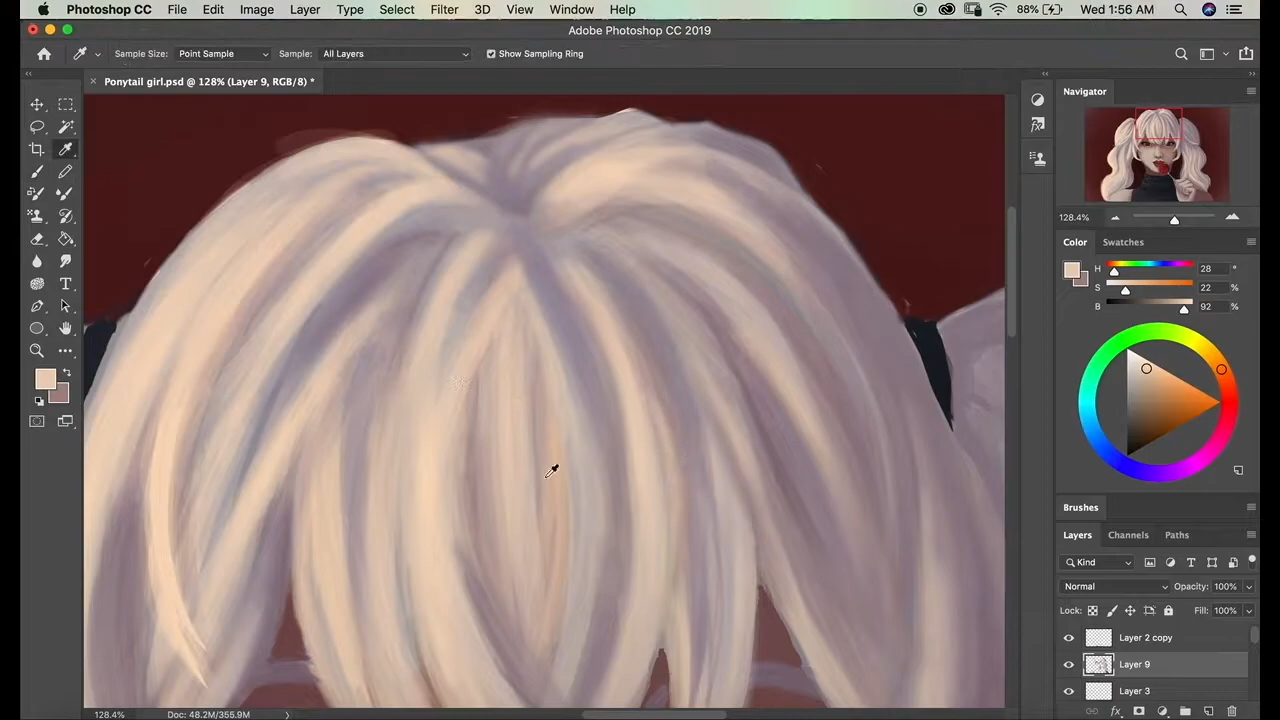 Photoshop CC File Edit Image Layer Type Select Filter 3D View Window Help 88% Wed 1:56 AM
Adobe Photoshop CC 2019
Sample Size: Point Sample Sample: All Layers Show Sampling Ring
Ponytail girl.psd @ 128% (Layer 9, RGB/8) *
Navigator
128.4%
Color Swatches
H 28 °
S 22 %
B 92 %
Brushes
Layers Channels Paths
Kind
Normal Opacity: 100%
Lock: Fill: 100%
Layer 2 copy
Layer 9
Layer 3
fx
128.4% Doc: 48.2M/355.9M